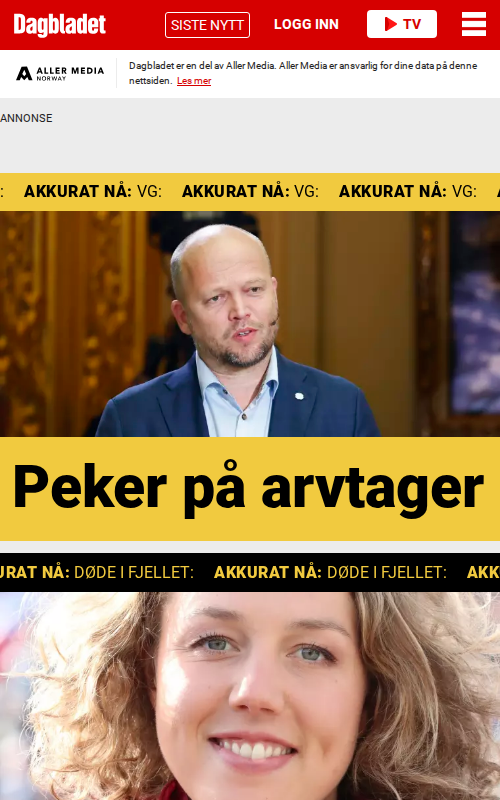 Dagbladet
SISTE NYTT
LOGG INN
TV
ALLER MEDIA
NORWAY
Dagbladet er en del av Aller Media. Aller Media er ansvarlig for dine data på denne
nettsiden. Les mer
ANNONSE
: AKKURAT NÅ: VG: AKKURAT NÅ: VG: AKKURAT NÅ: VG:
Peker på arvtager
URAT NÅ: DØDE I FJELLET: AKKURAT NÅ: DØDE I FJELLET: AKK